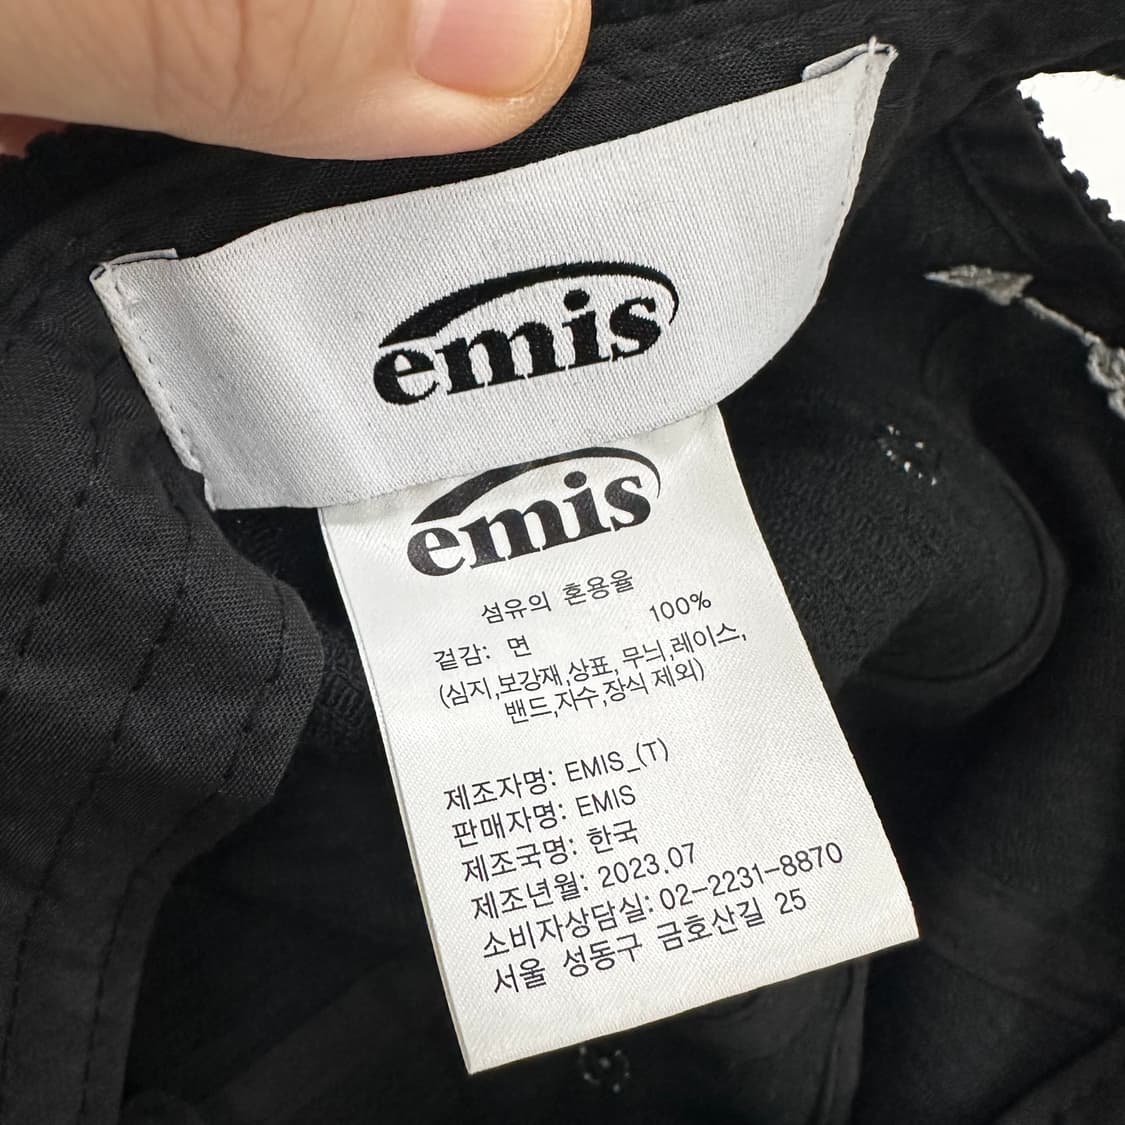 emis
emis
섬유의 혼용율
겉감: 면 100%
(심지,보강재,상표, 무늬,레이스,
밴드,자수,장식 제외)
제조자명: EMIS_(T)
판매자명: EMIS
제조국명: 한국
제조년월: 2023.07
소비자상담실: 02-2231-8870
서울 성동구 금호산길 25